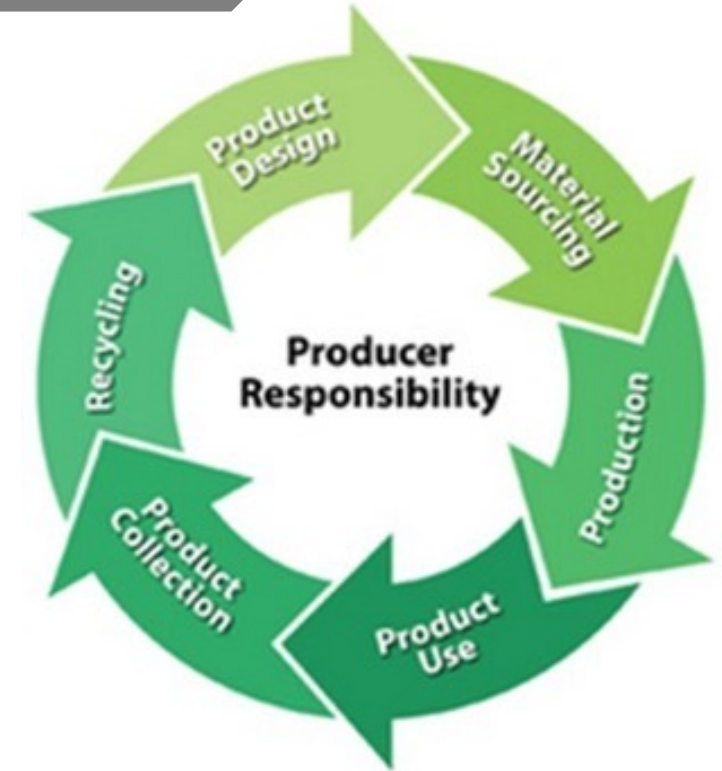 Producer
Responsibility
Product
Design
Material
Sourcing
Production
Product
Use
Product
Collection
Recycling